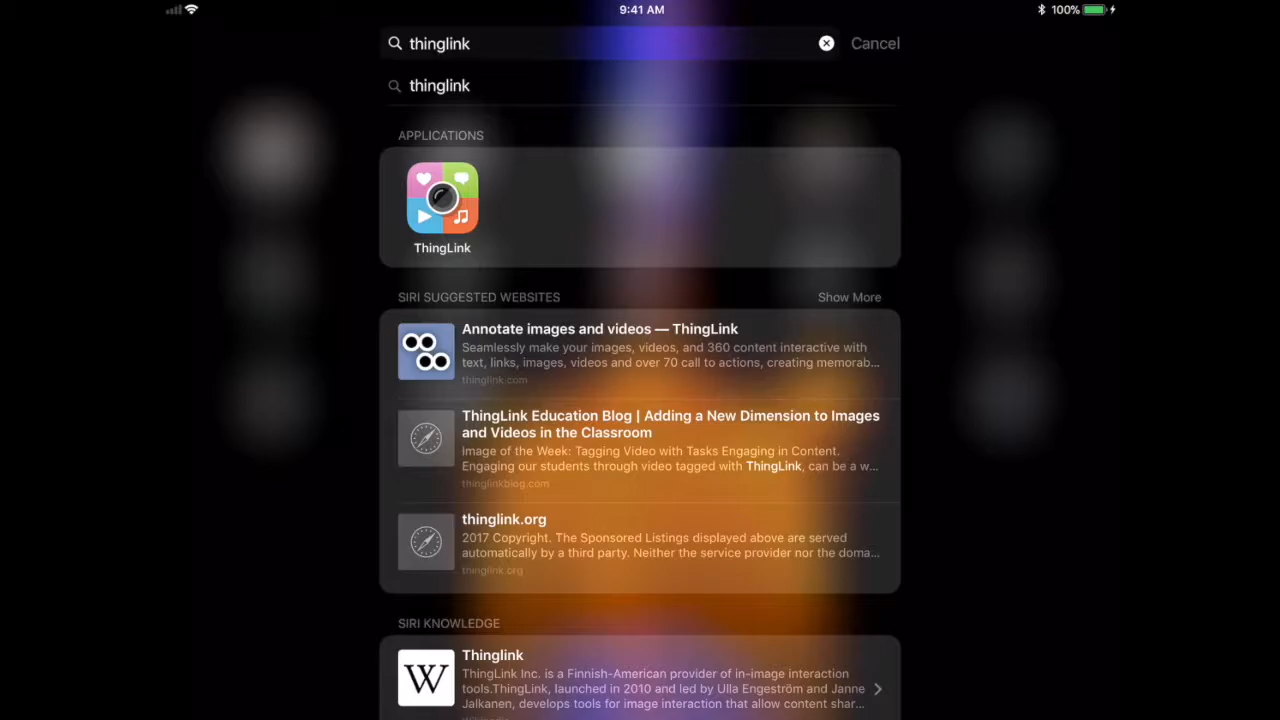 9:41 AM
100%
thinglink
Cancel
thinglink
APPLICATIONS
ThingLink
SIRI SUGGESTED WEBSITES
Show More
Annotate images and videos — ThingLink
Seamlessly make your images, videos, and 360 content interactive with
text, links, images, videos and over 70 call to actions, creating memorab...
thinglink.com
ThingLink Education Blog | Adding a New Dimension to Images
and Videos in the Classroom
Image of the Week: Tagging Video with Tasks Engaging in Content.
Engaging our students through video tagged with ThingLink, can be a w...
thinglinkblog.com
thinglink.org
2017 Copyright. The Sponsored Listings displayed above are served
automatically by a third party. Neither the service provider nor the doma...
thinglink.org
SIRI KNOWLEDGE
W
Thinglink
ThingLink Inc. is a Finnish-American provider of in-image interaction
tools.ThingLink, launched in 2010 and led by Ulla Engeström and Janne
Jalkanen, develops tools for image interaction that allow content shar...